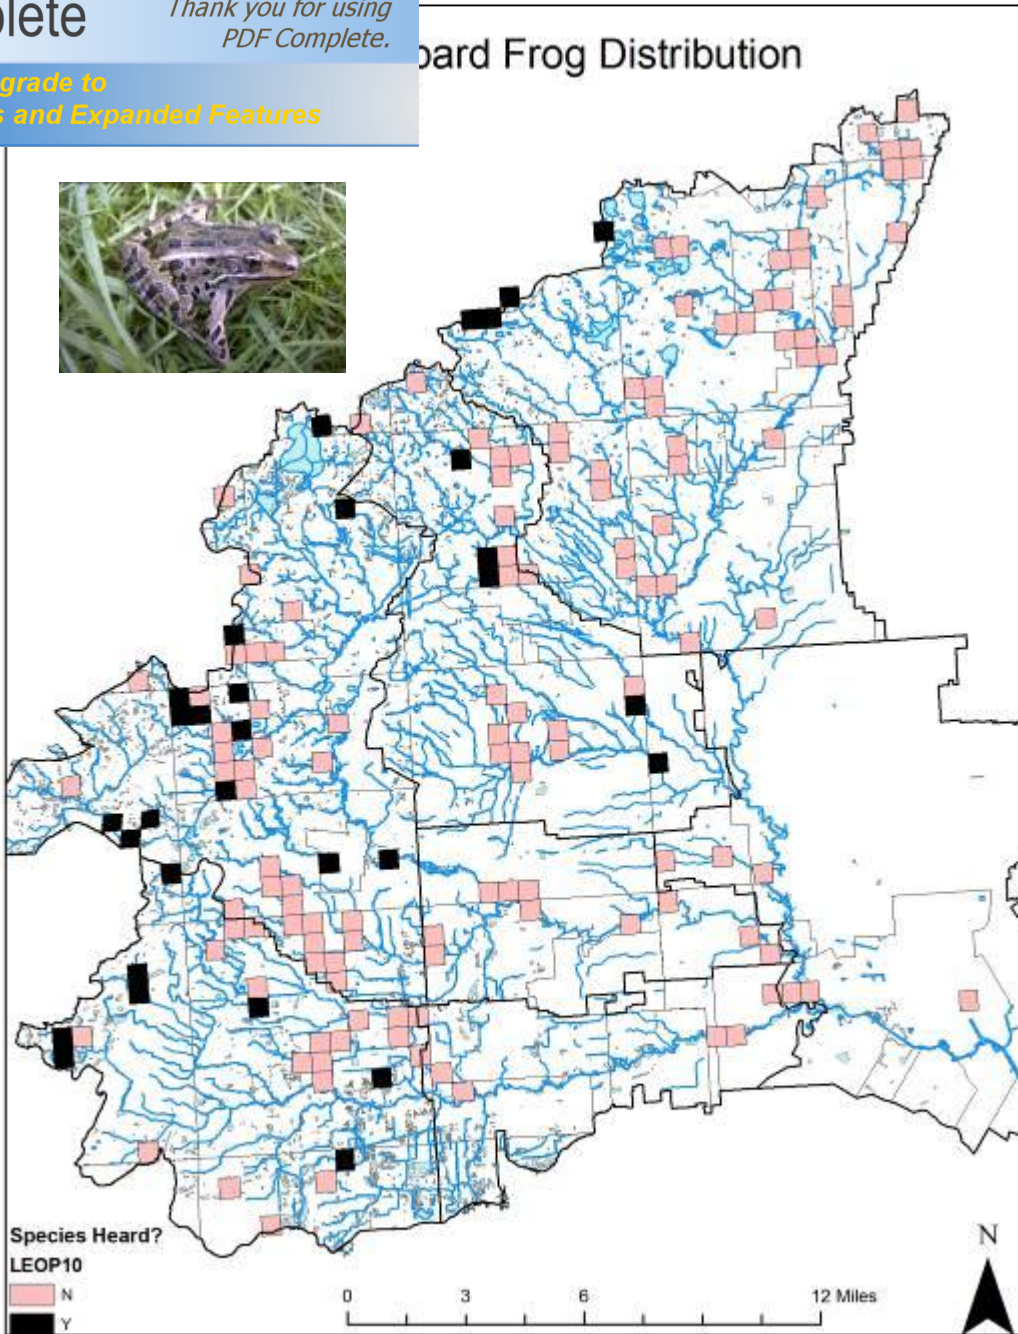 plete
Thank you for using
PDF Complete.
grade to
s and Expanded Features
ard Frog Distribution
Species Heard?
LEOP10
N
Y
0 3 6 12 Miles
N